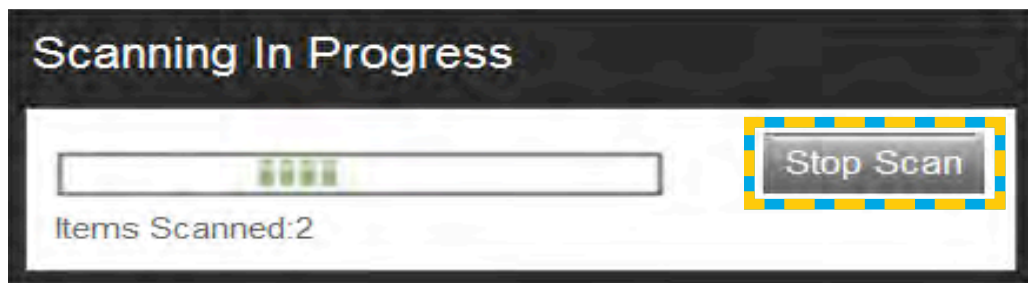 Scanning In Progress
Stop Scan
Items Scanned:2